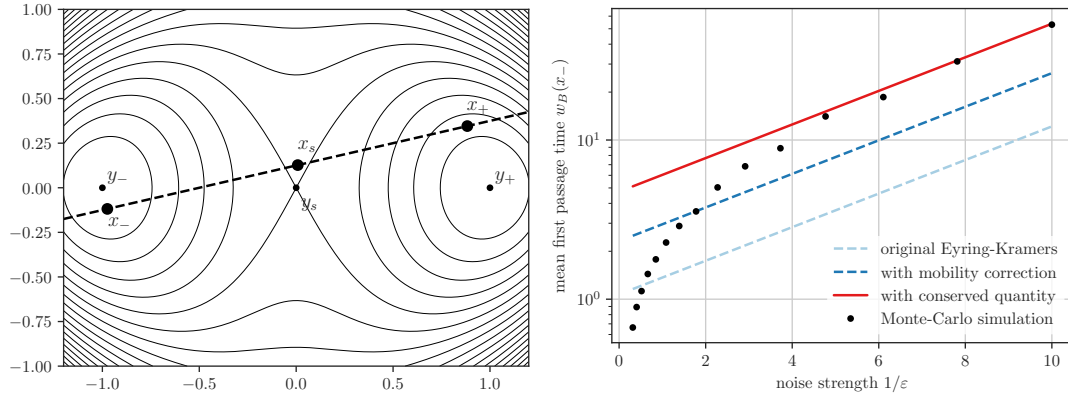 1.00
0.75
0.50
0.25
0.00
−0.25
−0.50
−0.75
−1.00
−1.0
−0.5
0.0
0.5
1.0
x₊
xₛ
y₋
y₊
yₛ
x₋
mean first passage time w_B(x₋)
10¹
10⁰
original Eyring-Kramers
with mobility correction
with conserved quantity
Monte-Carlo simulation
0
2
4
6
8
10
noise strength 1/ε